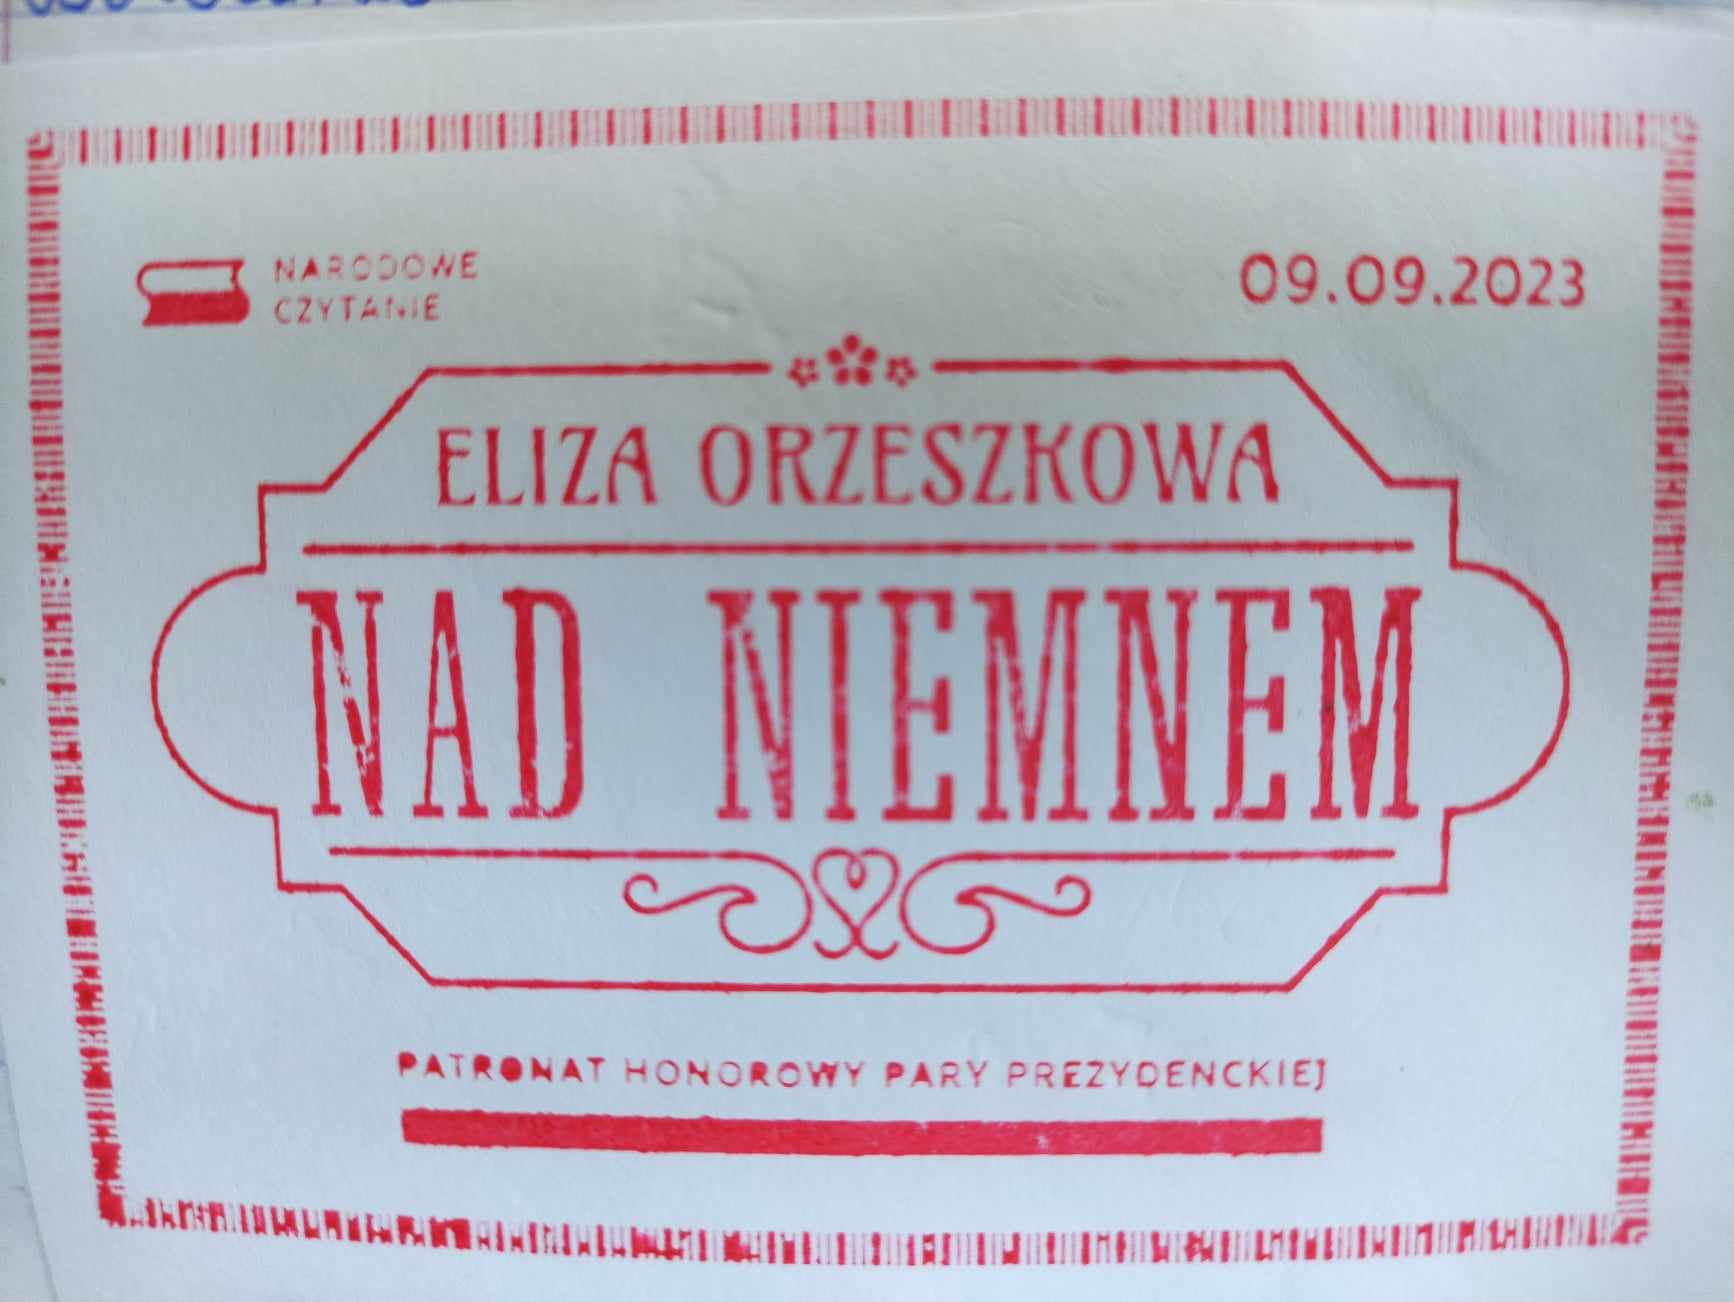 NARODOWE
CZYTANIE
09.09.2023
ELIZA ORZESZKOWA
NAD NIEMNEM
PATRONAT HONOROWY PARY PREZYDENCKIEJ